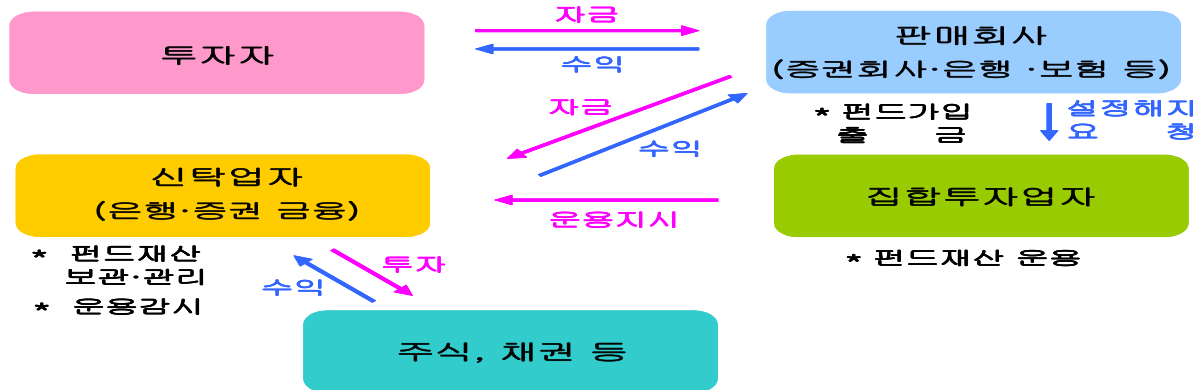 자금
투자자
수익
판매회사
(증권회사·은행 ·보험 등)
자금
수익
* 펀드가입
출 금
설정해지
요 청
신탁업자
(은행·증권 금융)
운용지시
집합투자업자
* 펀드재산
보관·관리
* 운용감시
투자
수익
* 펀드재산 운용
주식, 채권 등